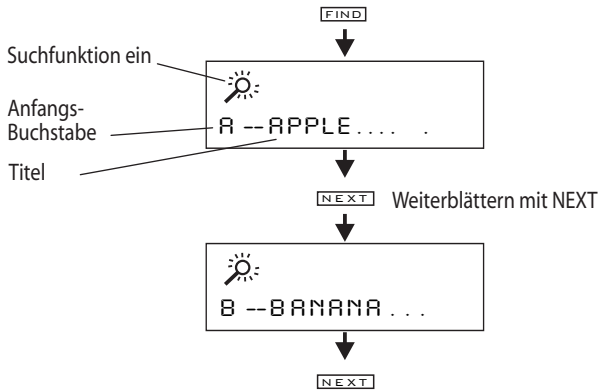 FIND
Suchfunktion ein
Anfangs-
Buchstabe
A --APPLE.... .
Titel
NEXT Weiterblättern mit NEXT
B --BANANA...
NEXT